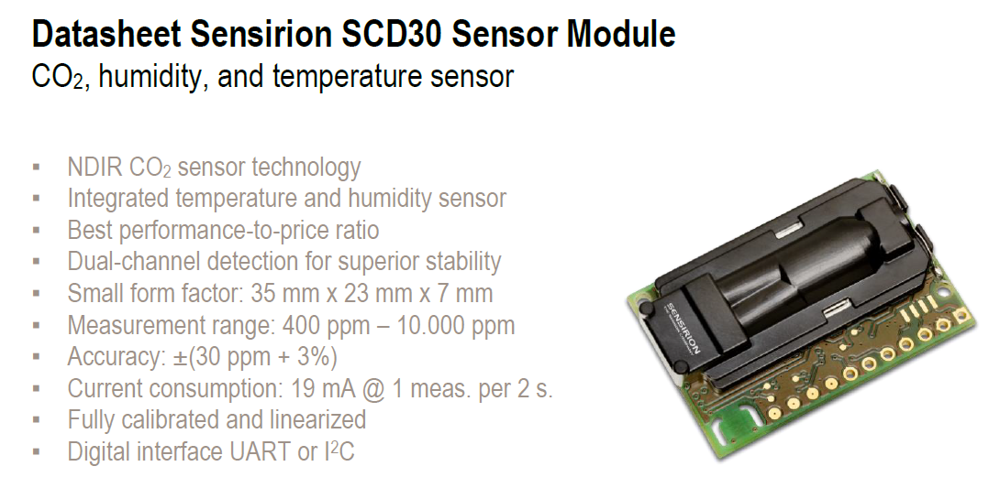 Datasheet Sensirion SCD30 Sensor Module
CO₂, humidity, and temperature sensor
▪ NDIR CO₂ sensor technology
▪ Integrated temperature and humidity sensor
▪ Best performance-to-price ratio
▪ Dual-channel detection for superior stability
▪ Small form factor: 35 mm x 23 mm x 7 mm
▪ Measurement range: 400 ppm – 10.000 ppm
▪ Accuracy: ±(30 ppm + 3%)
▪ Current consumption: 19 mA @ 1 meas. per 2 s.
▪ Fully calibrated and linearized
▪ Digital interface UART or I²C
SENSIRION